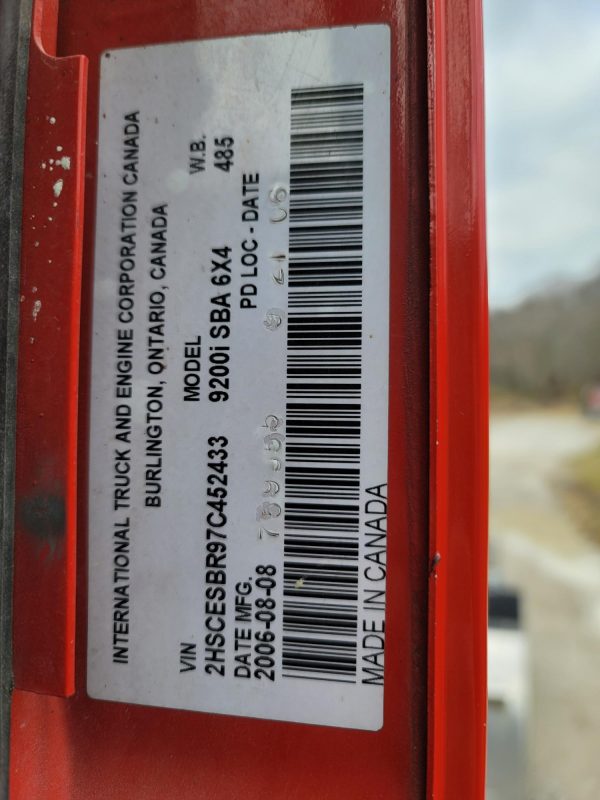 INTERNATIONAL TRUCK AND ENGINE CORPORATION CANADA
BURLINGTON, ONTARIO, CANADA
VIN MODEL W.B.
2HSCESBR97C452433 9200i SBA 6X4 485
DATE MFG. PD LOC - DATE
2006-08-08
MADE IN CANADA